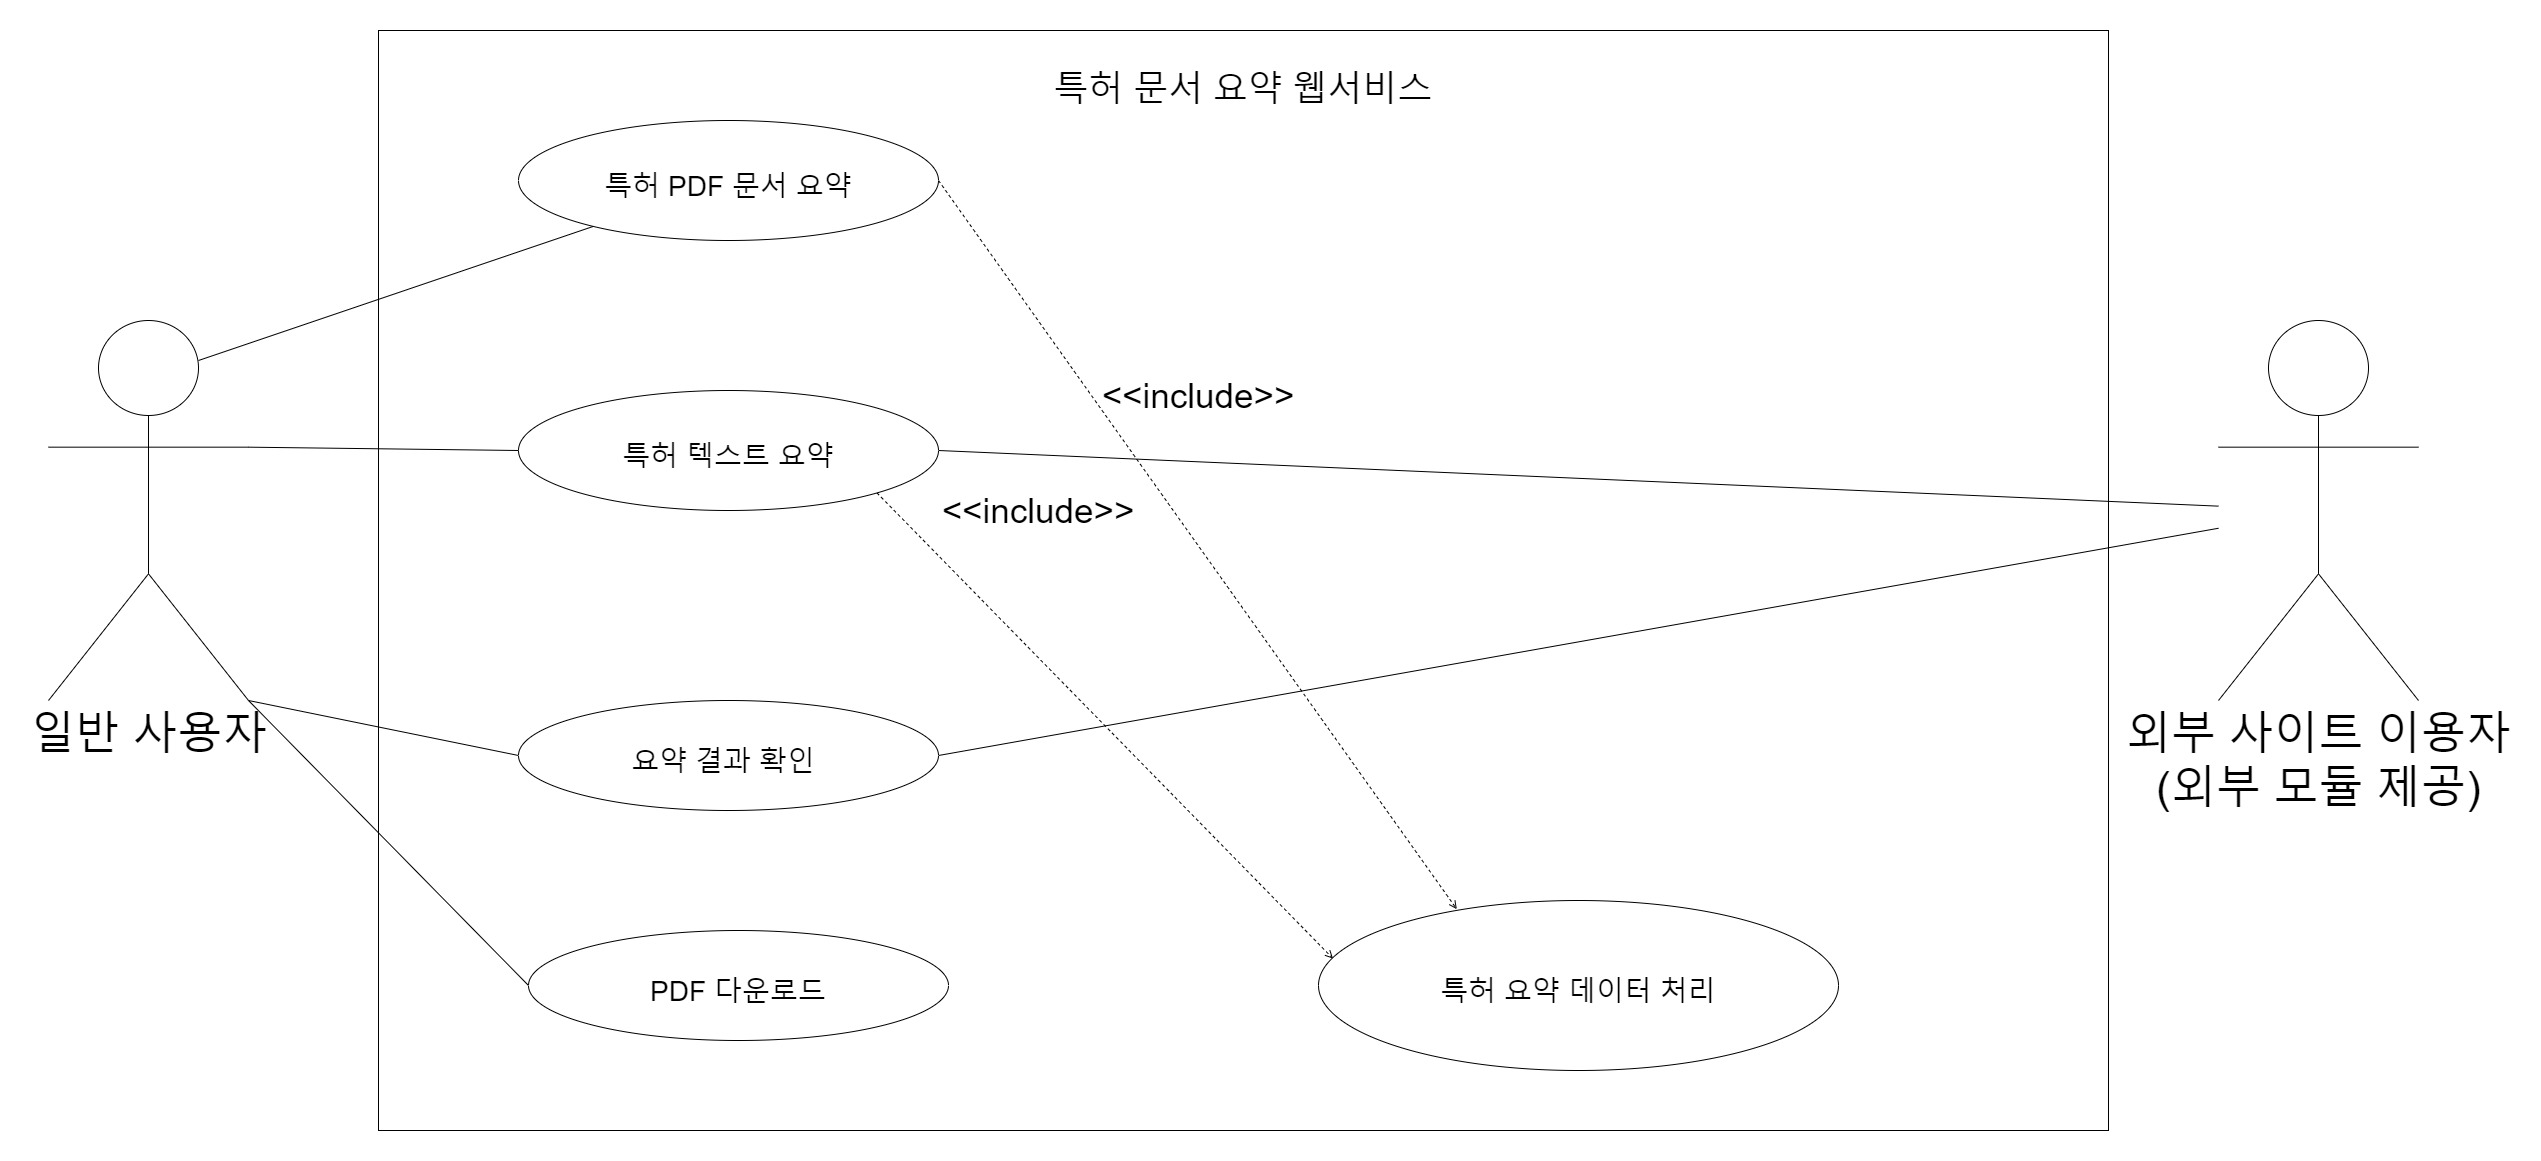 특허 문서 요약 웹서비스
특허 PDF 문서 요약
<<include>>
특허 텍스트 요약
<<include>>
일반 사용자
요약 결과 확인
외부 사이트 이용자
(외부 모듈 제공)
PDF 다운로드
특허 요약 데이터 처리